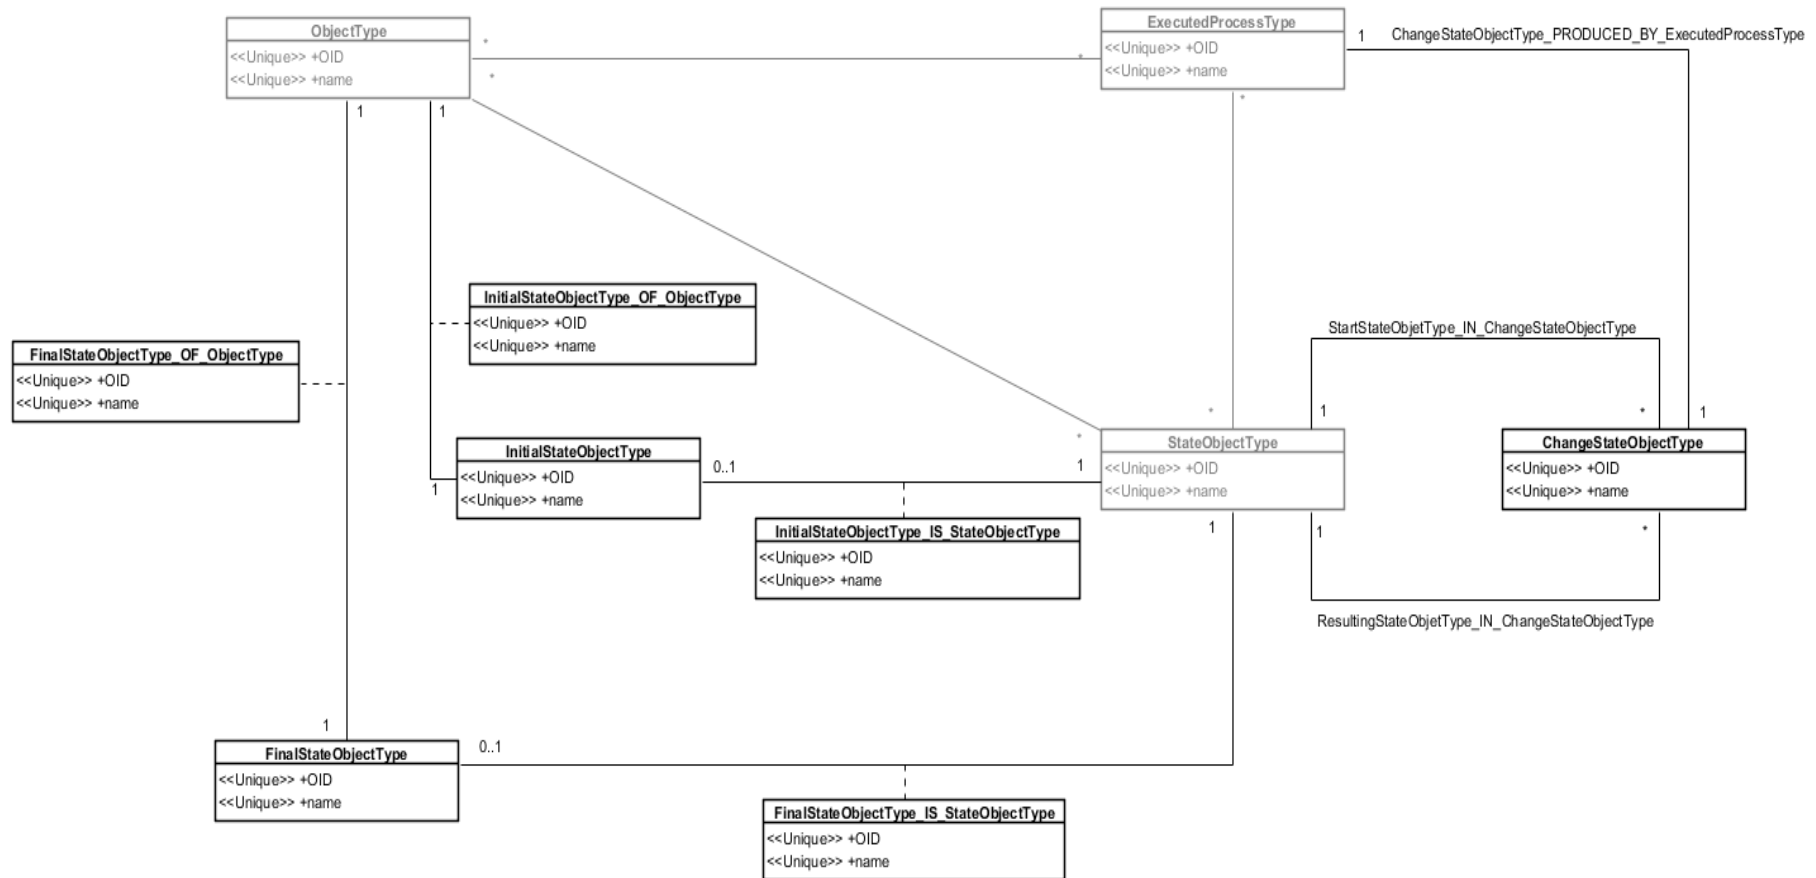 ObjectType
<<Unique>> +OID
<<Unique>> +name
*
*
1
1
ExecutedProcessType
<<Unique>> +OID
<<Unique>> +name
*
*
1
ChangeStateObjectType_PRODUCED_BY_ExecutedProcessType
InitialStateObjectType_OF_ObjectType
<<Unique>> +OID
<<Unique>> +name
FinalStateObjectType_OF_ObjectType
<<Unique>> +OID
<<Unique>> +name
StartStateObjetType_IN_ChangeStateObjectType
1
*
1
*
*
1
StateObjectType
<<Unique>> +OID
<<Unique>> +name
ChangeStateObjectType
<<Unique>> +OID
<<Unique>> +name
InitialStateObjectType
<<Unique>> +OID
<<Unique>> +name
1
0..1
InitialStateObjectType_IS_StateObjectType
<<Unique>> +OID
<<Unique>> +name
1
1
*
ResultingStateObjetType_IN_ChangeStateObjectType
1
FinalStateObjectType
<<Unique>> +OID
<<Unique>> +name
0..1
FinalStateObjectType_IS_StateObjectType
<<Unique>> +OID
<<Unique>> +name